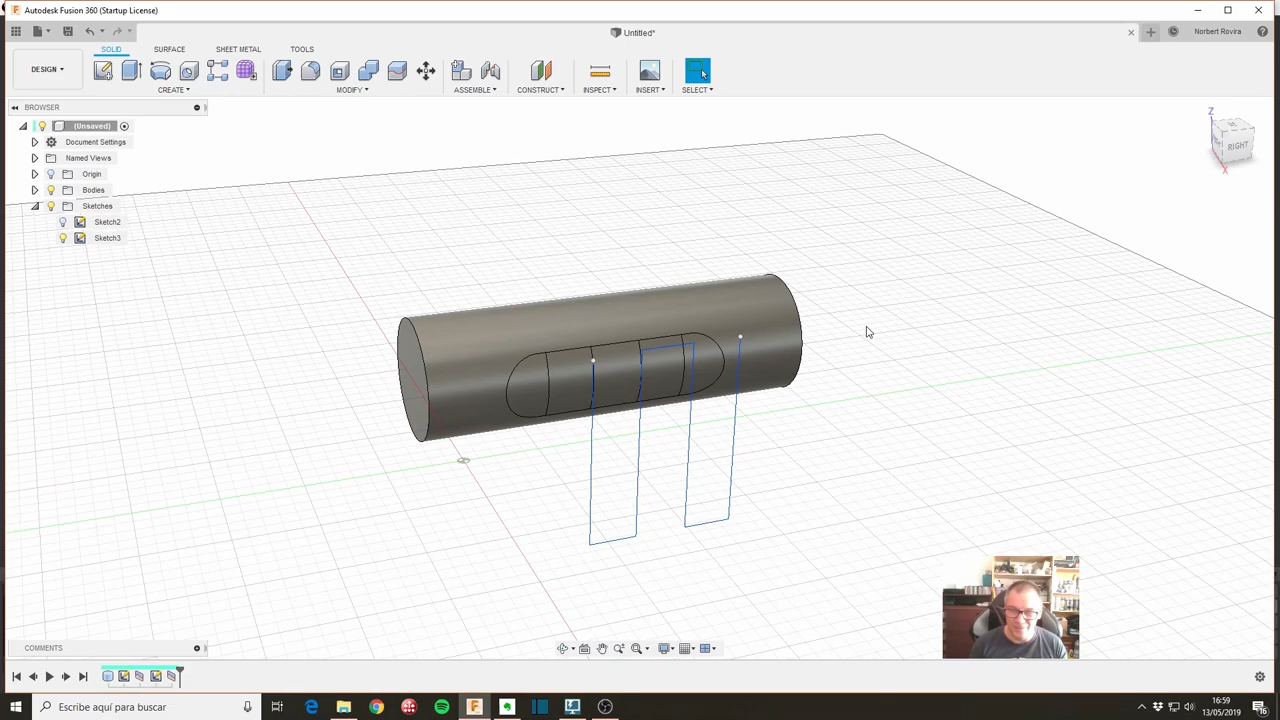 Autodesk Fusion 360 (Startup License)
Untitled*
Norbert Rovira
SOLID SURFACE SHEET METAL TOOLS
DESIGN
CREATE MODIFY ASSEMBLE CONSTRUCT INSPECT INSERT SELECT
BROWSER
(Unsaved)
Document Settings
Named Views
Origin
Bodies
Sketches
Sketch2
Sketch3
Z
RIGHT
X
COMMENTS
Escribe aquí para buscar
16:59
13/05/2019
16